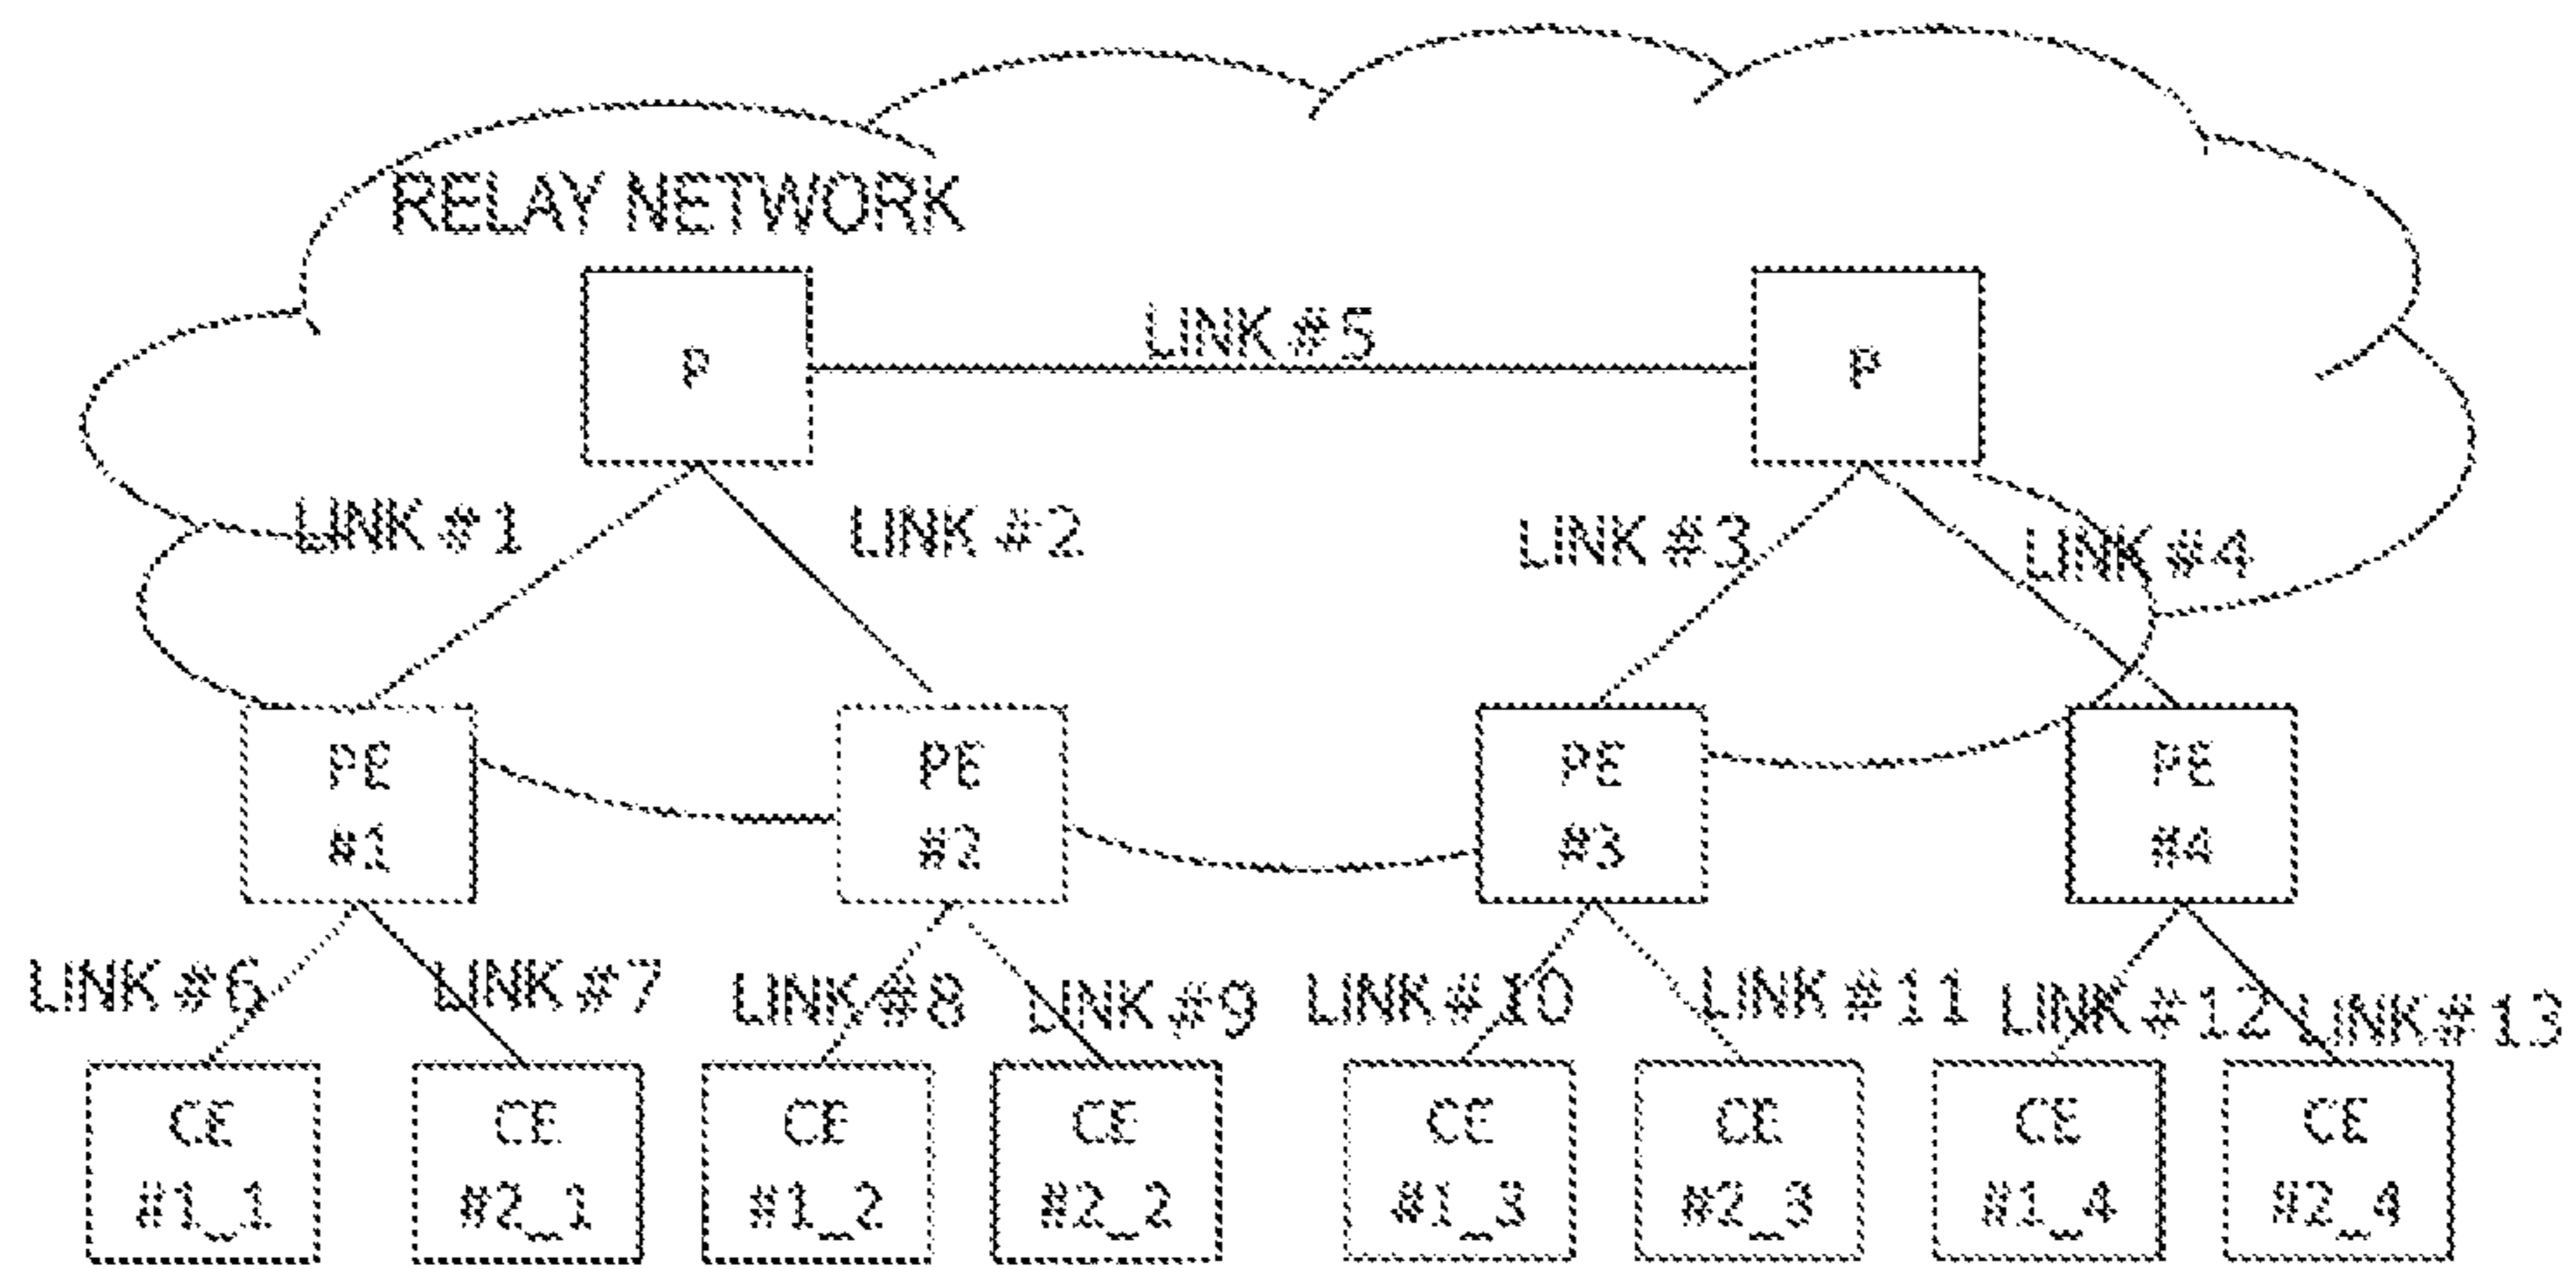 RELAY NETWORK
P
LINK #5
P
LINK #1
LINK #2
LINK #3
LINK #4
PE
#1
PE
#2
PE
#3
PE
#4
LINK #6
LINK #7
LINK #8
LINK #9
LINK #10
LINK #11
LINK #12
LINK #13
CE
#1_1
CE
#2_1
CE
#1_2
CE
#2_2
CE
#1_3
CE
#2_3
CE
#1_4
CE
#2_4